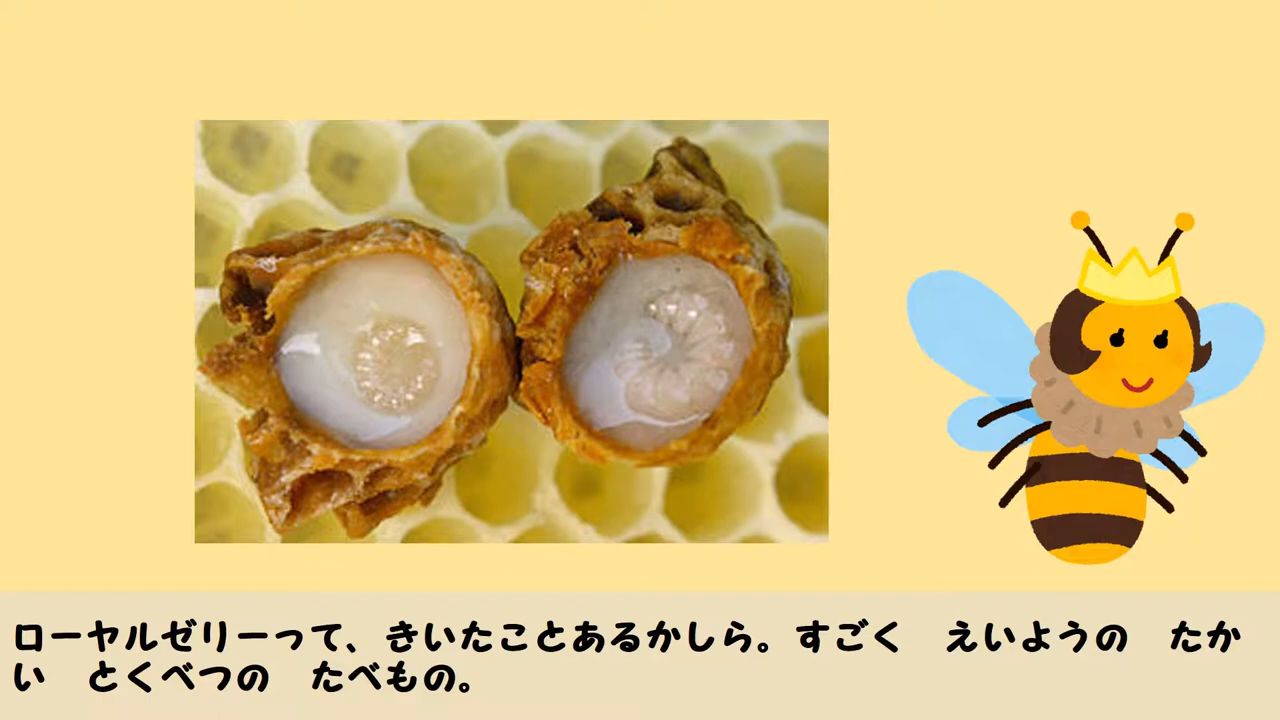 ローヤルゼリーって、きいたことあるかしら。すごく　えいようの　たか
い　とくべつの　たべもの。